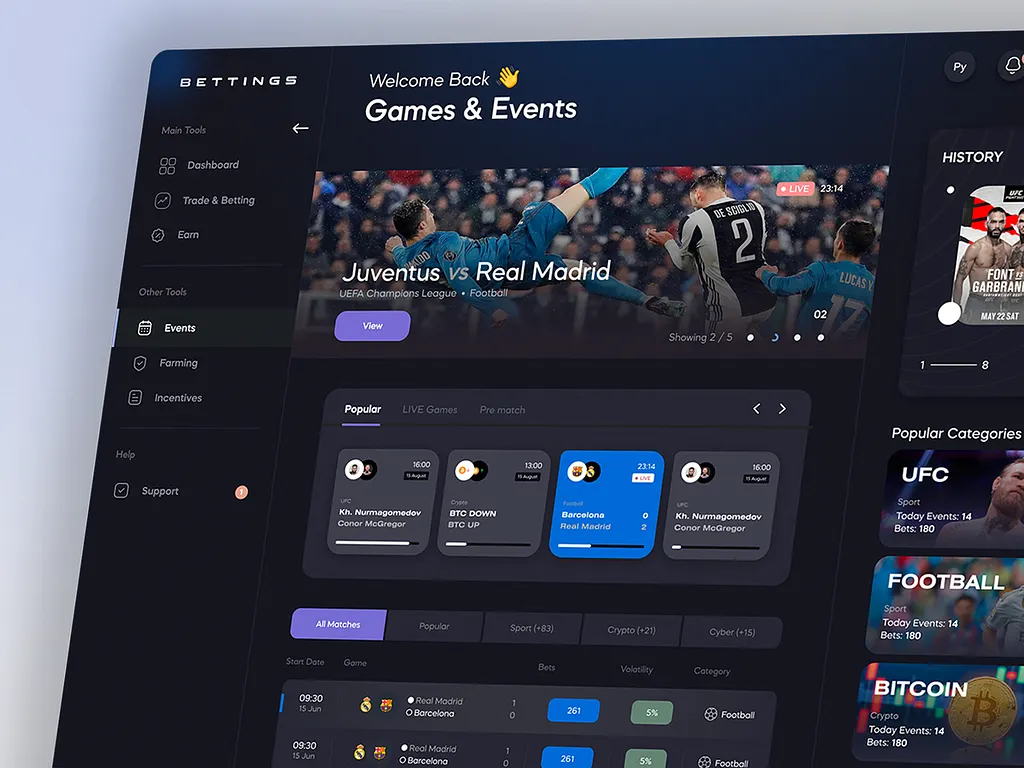 BETTINGS
Main Tools
Dashboard
Trade & Betting
Earn
Other Tools
Events
Farming
Incentives
Help
Support
1
Welcome Back 👋
Games & Events
Py
LIVE 23:14
DE SCIGLIO
2
LUCAS V
17
Juventus vs Real Madrid
UEFA Champions League • Football
View
02
Showing 2 / 5
Popular
LIVE Games
Pre match
16:00
15 August
UFC
Kh. Nurmagomedov
Conor McGregor
13:00
15 August
Crypto
BTC DOWN
BTC UP
23:14
LIVE
Football
Barcelona 0
Real Madrid 2
16:00
15 August
UFC
Kh. Nurmagomedov
Conor McGregor
All Matches
Popular
Sport (+83)
Crypto (+21)
Cyber (+15)
Start Date Game Bets Volatility Category
09:30
15 Jun
Real Madrid 1
Barcelona 0
261
5%
Football
09:30
15 Jun
Real Madrid 1
Barcelona 0
261
5%
Football
HISTORY
UFC
FONT VS
GARBRAN
MAY 22 SAT
1 8
Popular Categories
UFC
Sport
Today Events: 14
Bets: 180
FOOTBALL
Sport
Today Events: 14
Bets: 180
BITCOIN
Crypto
Today Events: 14
Bets: 180